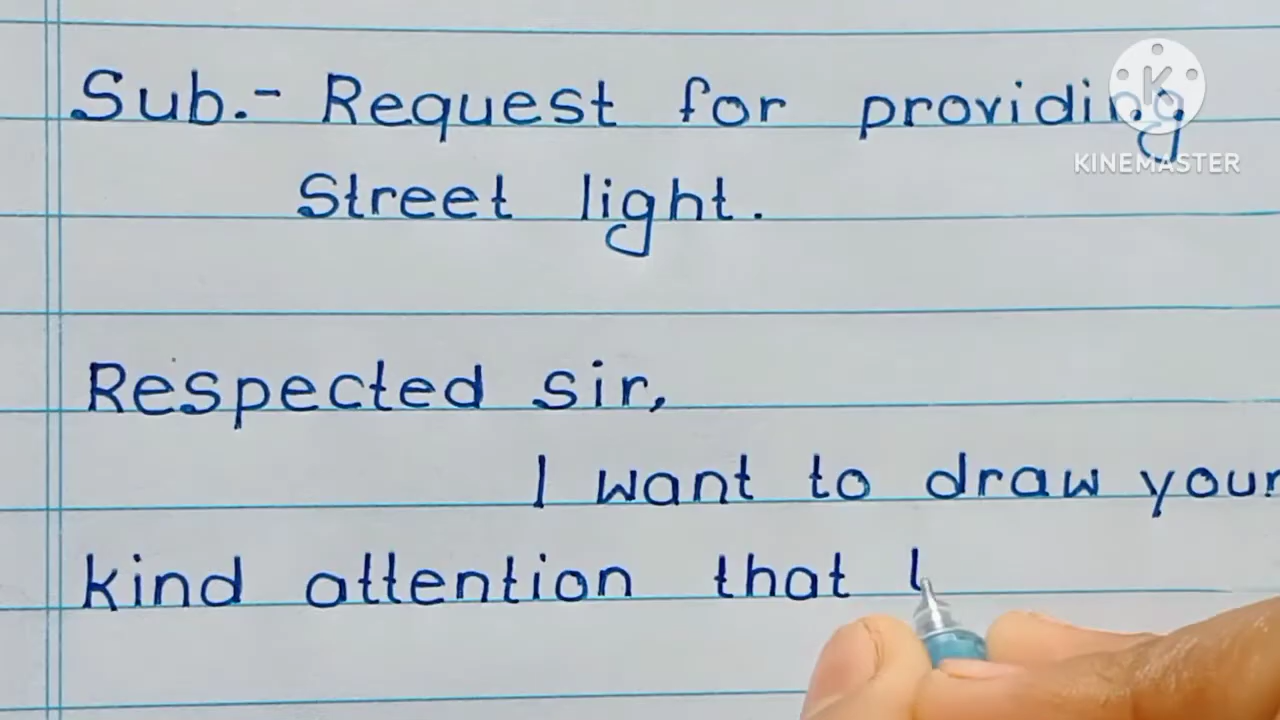 Sub.- Request for providing
Street light.
KINEMASTER
Respected sir,
I want to draw your
kind attention that